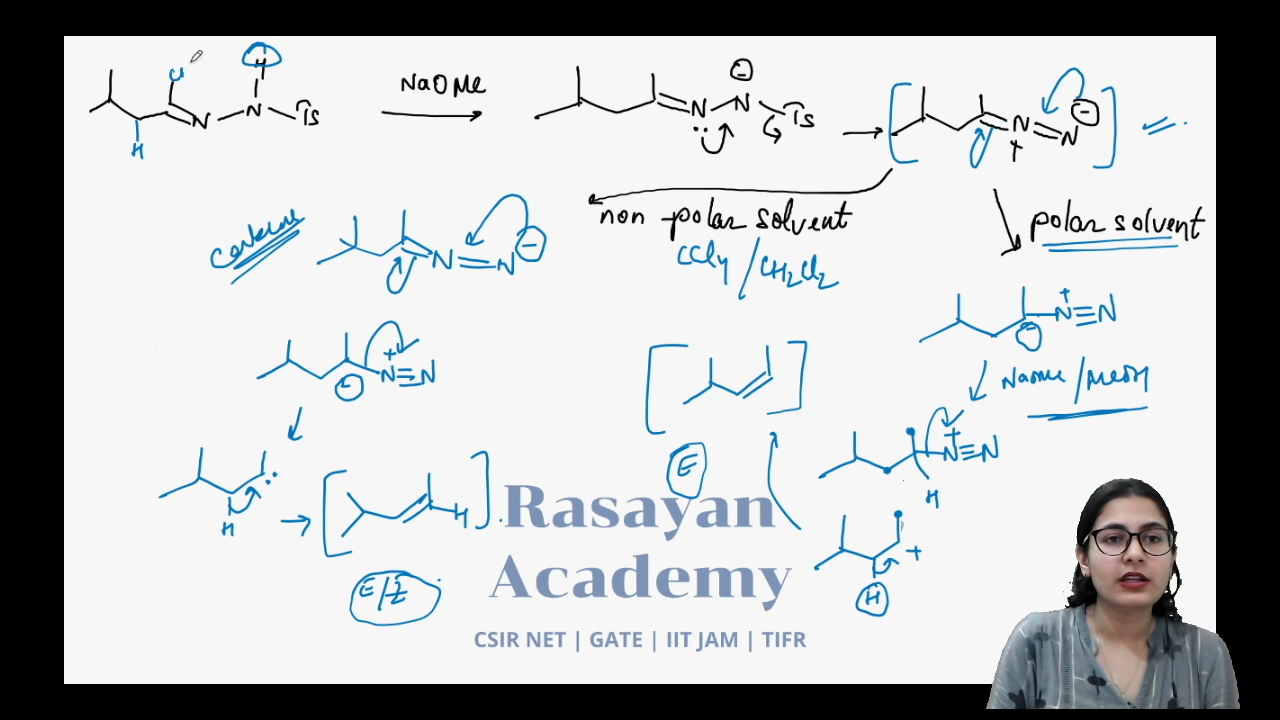 Cl H
N N Ts
H
NaOMe
N N Ts
N N
+
non polar solvent
CCl4 / CH2Cl2
polar solvent
Carbene
N N
+
N≡N
+
N≡N
NaOMe / MeOH
H
H
E/Z
E
+
N≡N
H
+
H
Rasayan
Academy
CSIR NET | GATE | IIT JAM | TIFR